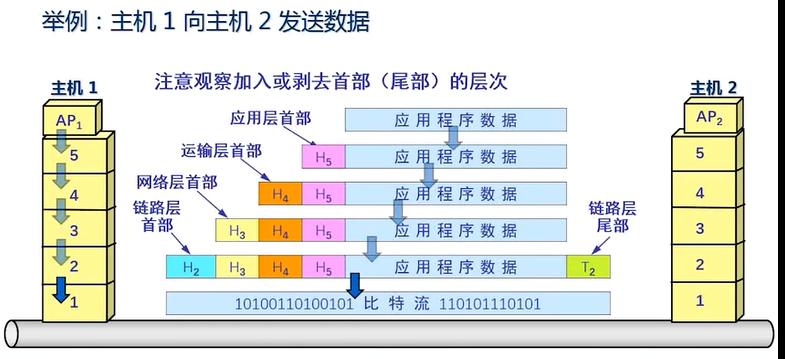 举例：主机 1 向主机 2 发送数据
主机 1
注意观察加入或剥去首部（尾部）的层次
主机 2
AP1
应用层首部
应用程序数据
AP2
5
运输层首部
H5
应用程序数据
5
4
网络层首部
H4
H5
应用程序数据
4
3
链路层
首部
H3
H4
H5
应用程序数据
链路层
尾部
3
2
H2
H3
H4
H5
应用程序数据
T2
2
1
10100110100101 比特流 110101110101
1